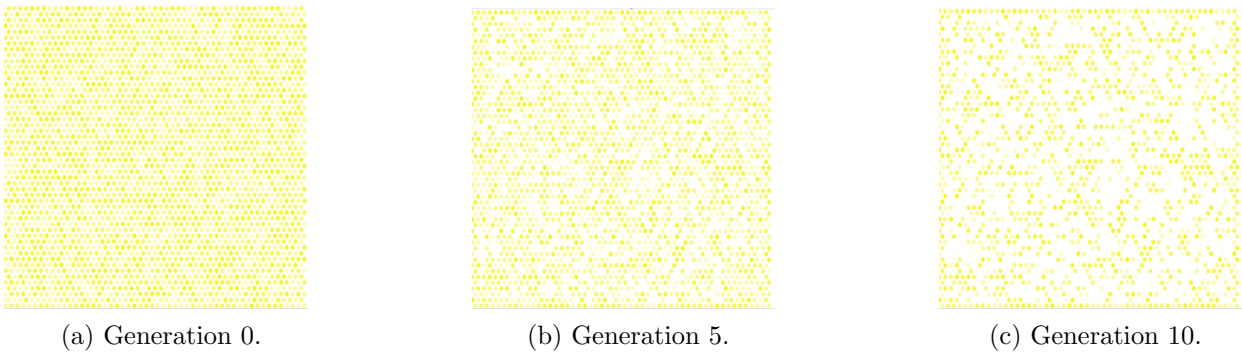 (a) Generation 0.
(b) Generation 5.
(c) Generation 10.